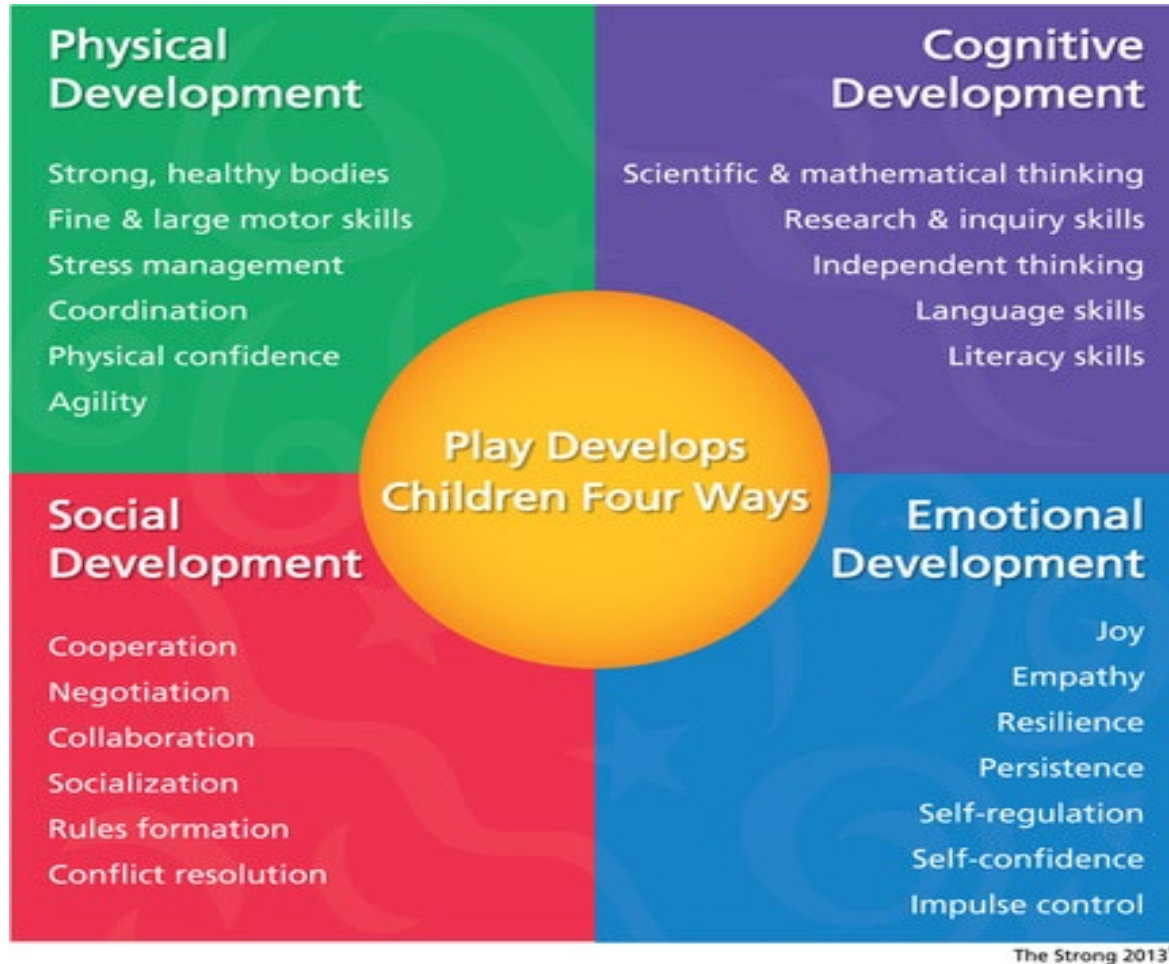 Physical
Development
Strong, healthy bodies
Fine & large motor skills
Stress management
Coordination
Physical confidence
Agility
Cognitive
Development
Scientific & mathematical thinking
Research & inquiry skills
Independent thinking
Language skills
Literacy skills
Play Develops
Children Four Ways
Social
Development
Cooperation
Negotiation
Collaboration
Socialization
Rules formation
Conflict resolution
Emotional
Development
Joy
Empathy
Resilience
Persistence
Self-regulation
Self-confidence
Impulse control
The Strong 2013